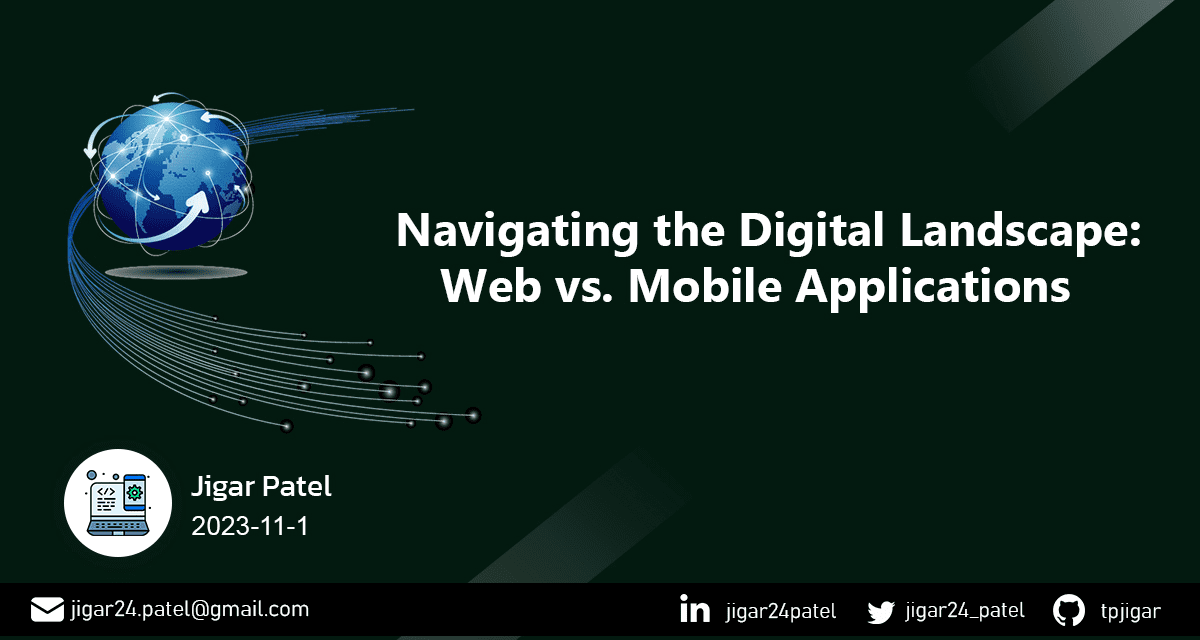 Navigating the Digital Landscape:
Web vs. Mobile Applications
</>
Jigar Patel
2023-11-1
jigar24.patel@gmail.com
in jigar24patel
jigar24_patel
tpjigar